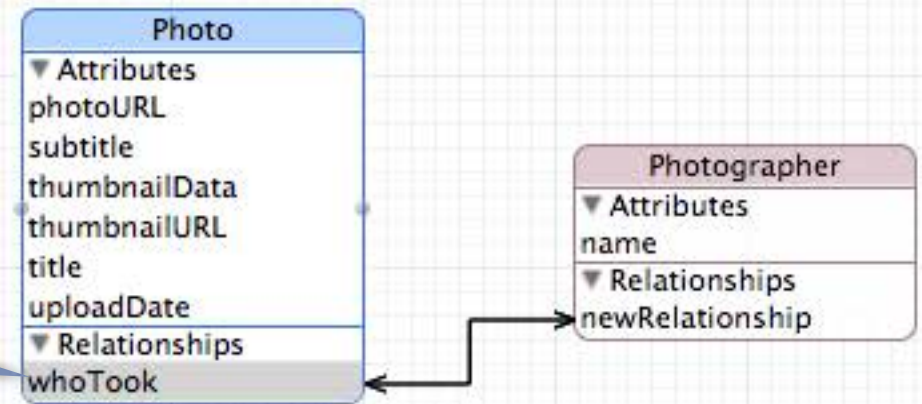 Photo
Attributes
photoURL
subtitle
thumbnailData
thumbnailURL
title
uploadDate
Relationships
whoTook
Photographer
Attributes
name
Relationships
newRelationship